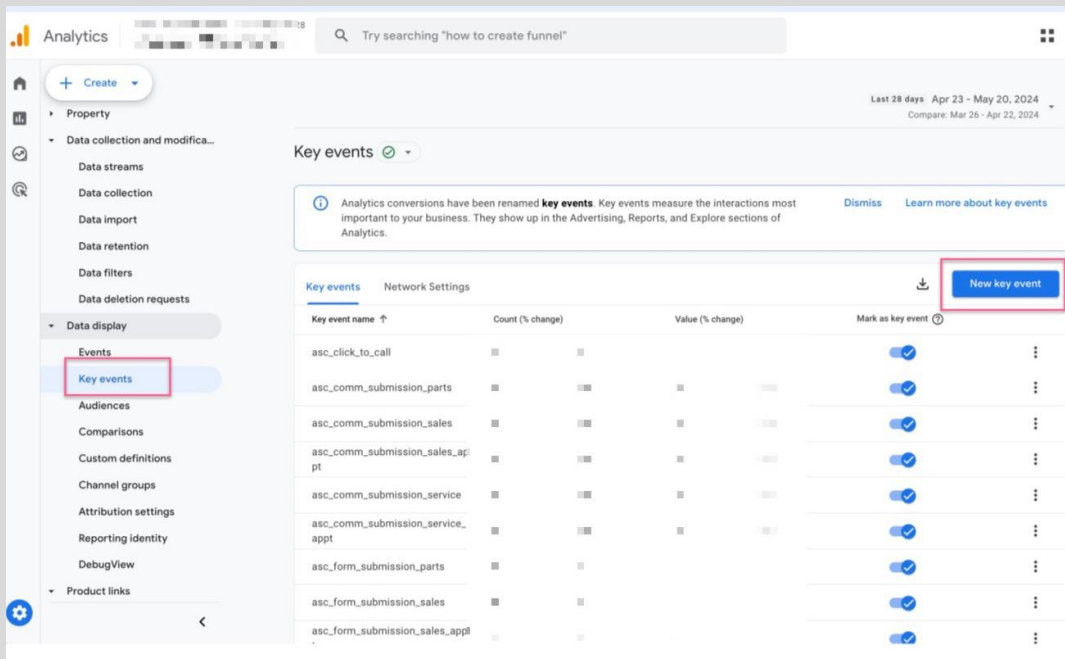 Analytics
28
Try searching "how to create funnel"
Create
Property
Data collection and modifica...
Data streams
Data collection
Data import
Data retention
Data filters
Data deletion requests
Data display
Events
Key events
Audiences
Comparisons
Custom definitions
Channel groups
Attribution settings
Reporting identity
DebugView
Product links
Last 28 days Apr 23 - May 20, 2024
Compare: Mar 26 - Apr 22, 2024
Key events
Analytics conversions have been renamed key events. Key events measure the interactions most
important to your business. They show up in the Advertising, Reports, and Explore sections of
Analytics.
Dismiss Learn more about key events
Key events Network Settings
New key event
Key event name Count (% change) Value (% change) Mark as key event
asc_click_to_call
asc_comm_submission_parts
asc_comm_submission_sales
asc_comm_submission_sales_ap
pt
asc_comm_submission_service
asc_comm_submission_service_
appt
asc_form_submission_parts
asc_form_submission_sales
asc_form_submission_sales_app